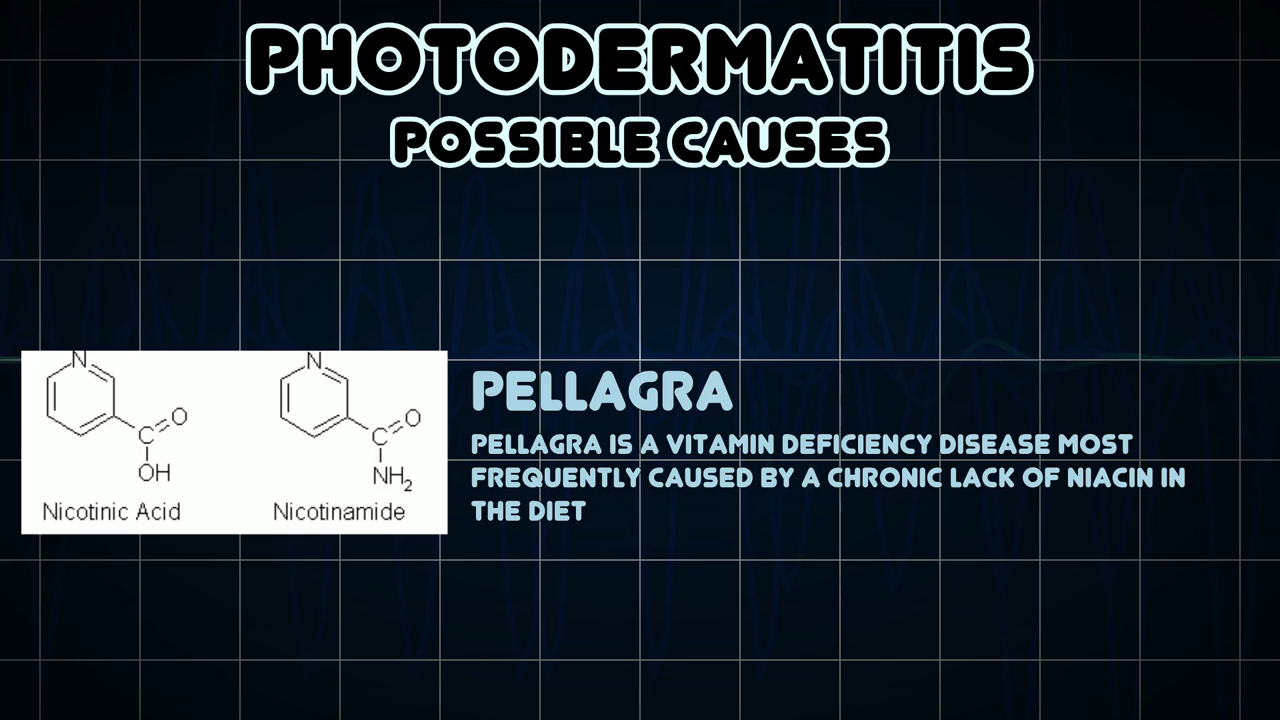 PHOTODERMATITIS
POSSIBLE CAUSES
N
O
C
OH
Nicotinic Acid
N
O
C
NH2
Nicotinamide
PELLAGRA
PELLAGRA IS A VITAMIN DEFICIENCY DISEASE MOST
FREQUENTLY CAUSED BY A CHRONIC LACK OF NIACIN IN
THE DIET